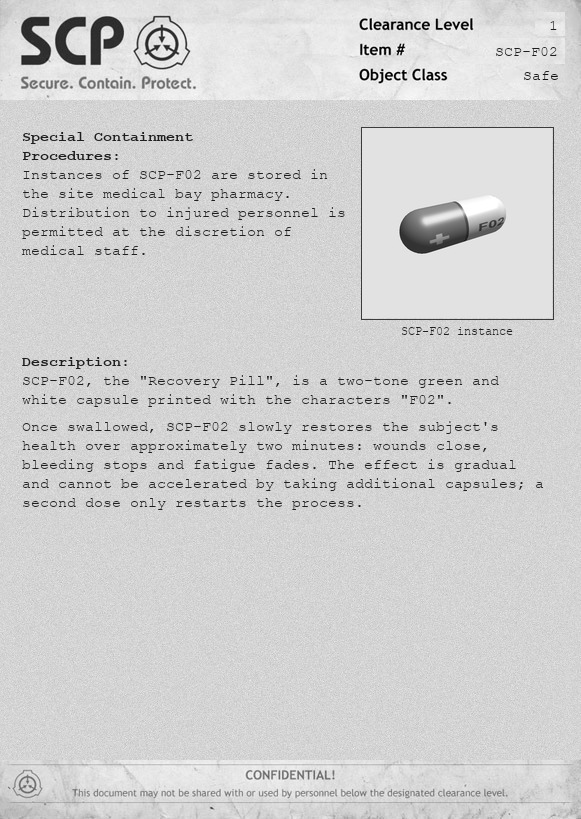 SCP
Secure. Contain. Protect.
Clearance Level 1
Item # SCP-F02
Object Class Safe
Special Containment
Procedures:
Instances of SCP-F02 are stored in
the site medical bay pharmacy.
Distribution to injured personnel is
permitted at the discretion of
medical staff.
F02
SCP-F02 instance
Description:
SCP-F02, the "Recovery Pill", is a two-tone green and
white capsule printed with the characters "F02".
Once swallowed, SCP-F02 slowly restores the subject's
health over approximately two minutes: wounds close,
bleeding stops and fatigue fades. The effect is gradual
and cannot be accelerated by taking additional capsules; a
second dose only restarts the process.
CONFIDENTIAL!
This document may not be shared with or used by personnel below the designated clearance level.